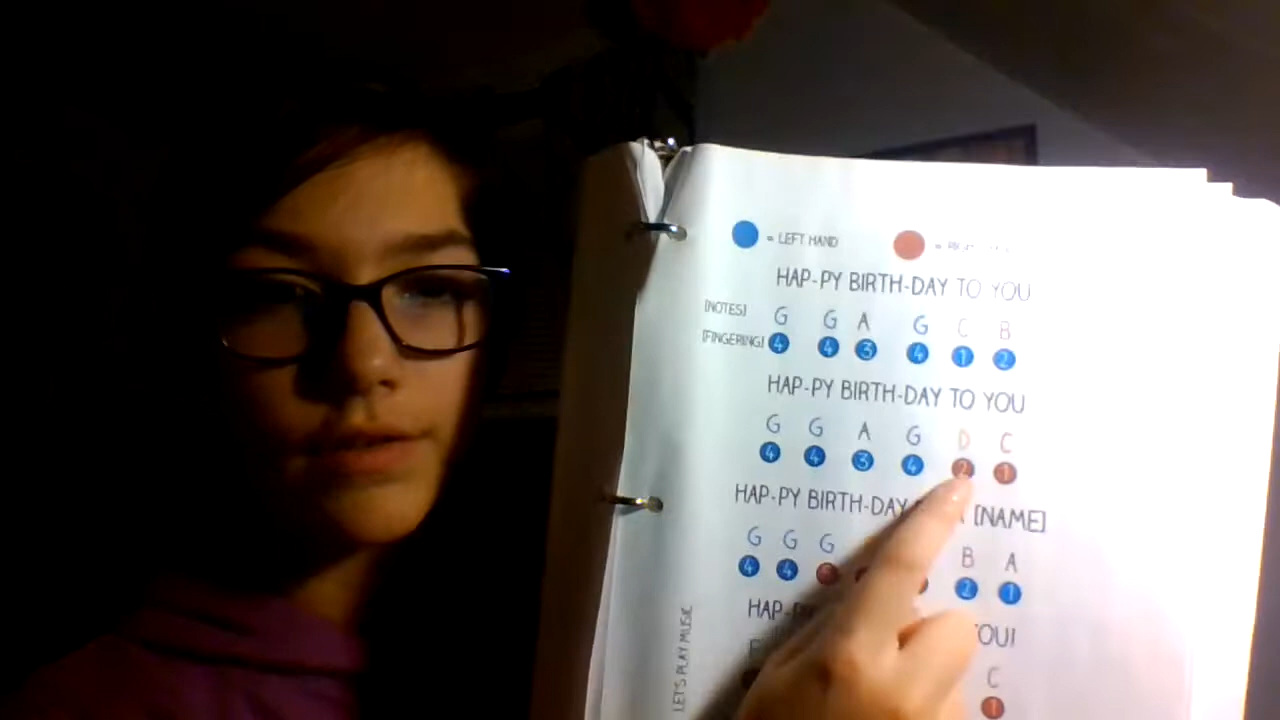 = LEFT HAND =
HAP-PY BIRTH-DAY TO YOU
[NOTES] G G A G C B
[FINGERING] 4 4 3 4 1 2
HAP-PY BIRTH-DAY TO YOU
G G A G D C
4 4 3 4 2 1
HAP-PY BIRTH-DAY [NAME]
G G G B A
4 4 2 1
HAP-P YOU!
C
1
LET'S PLAY MUSIC